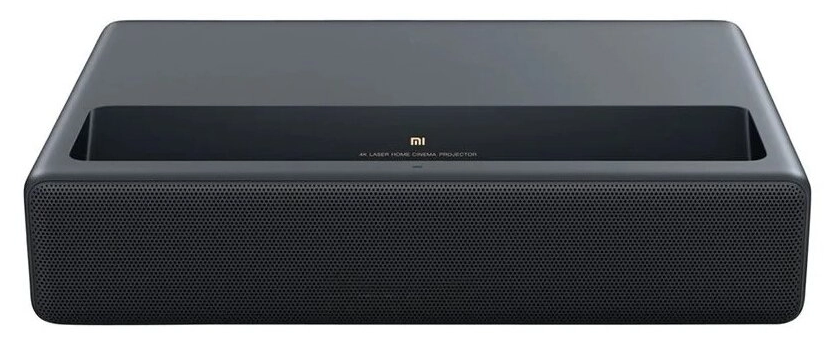 mi
4K LASER HOME CINEMA PROJECTOR